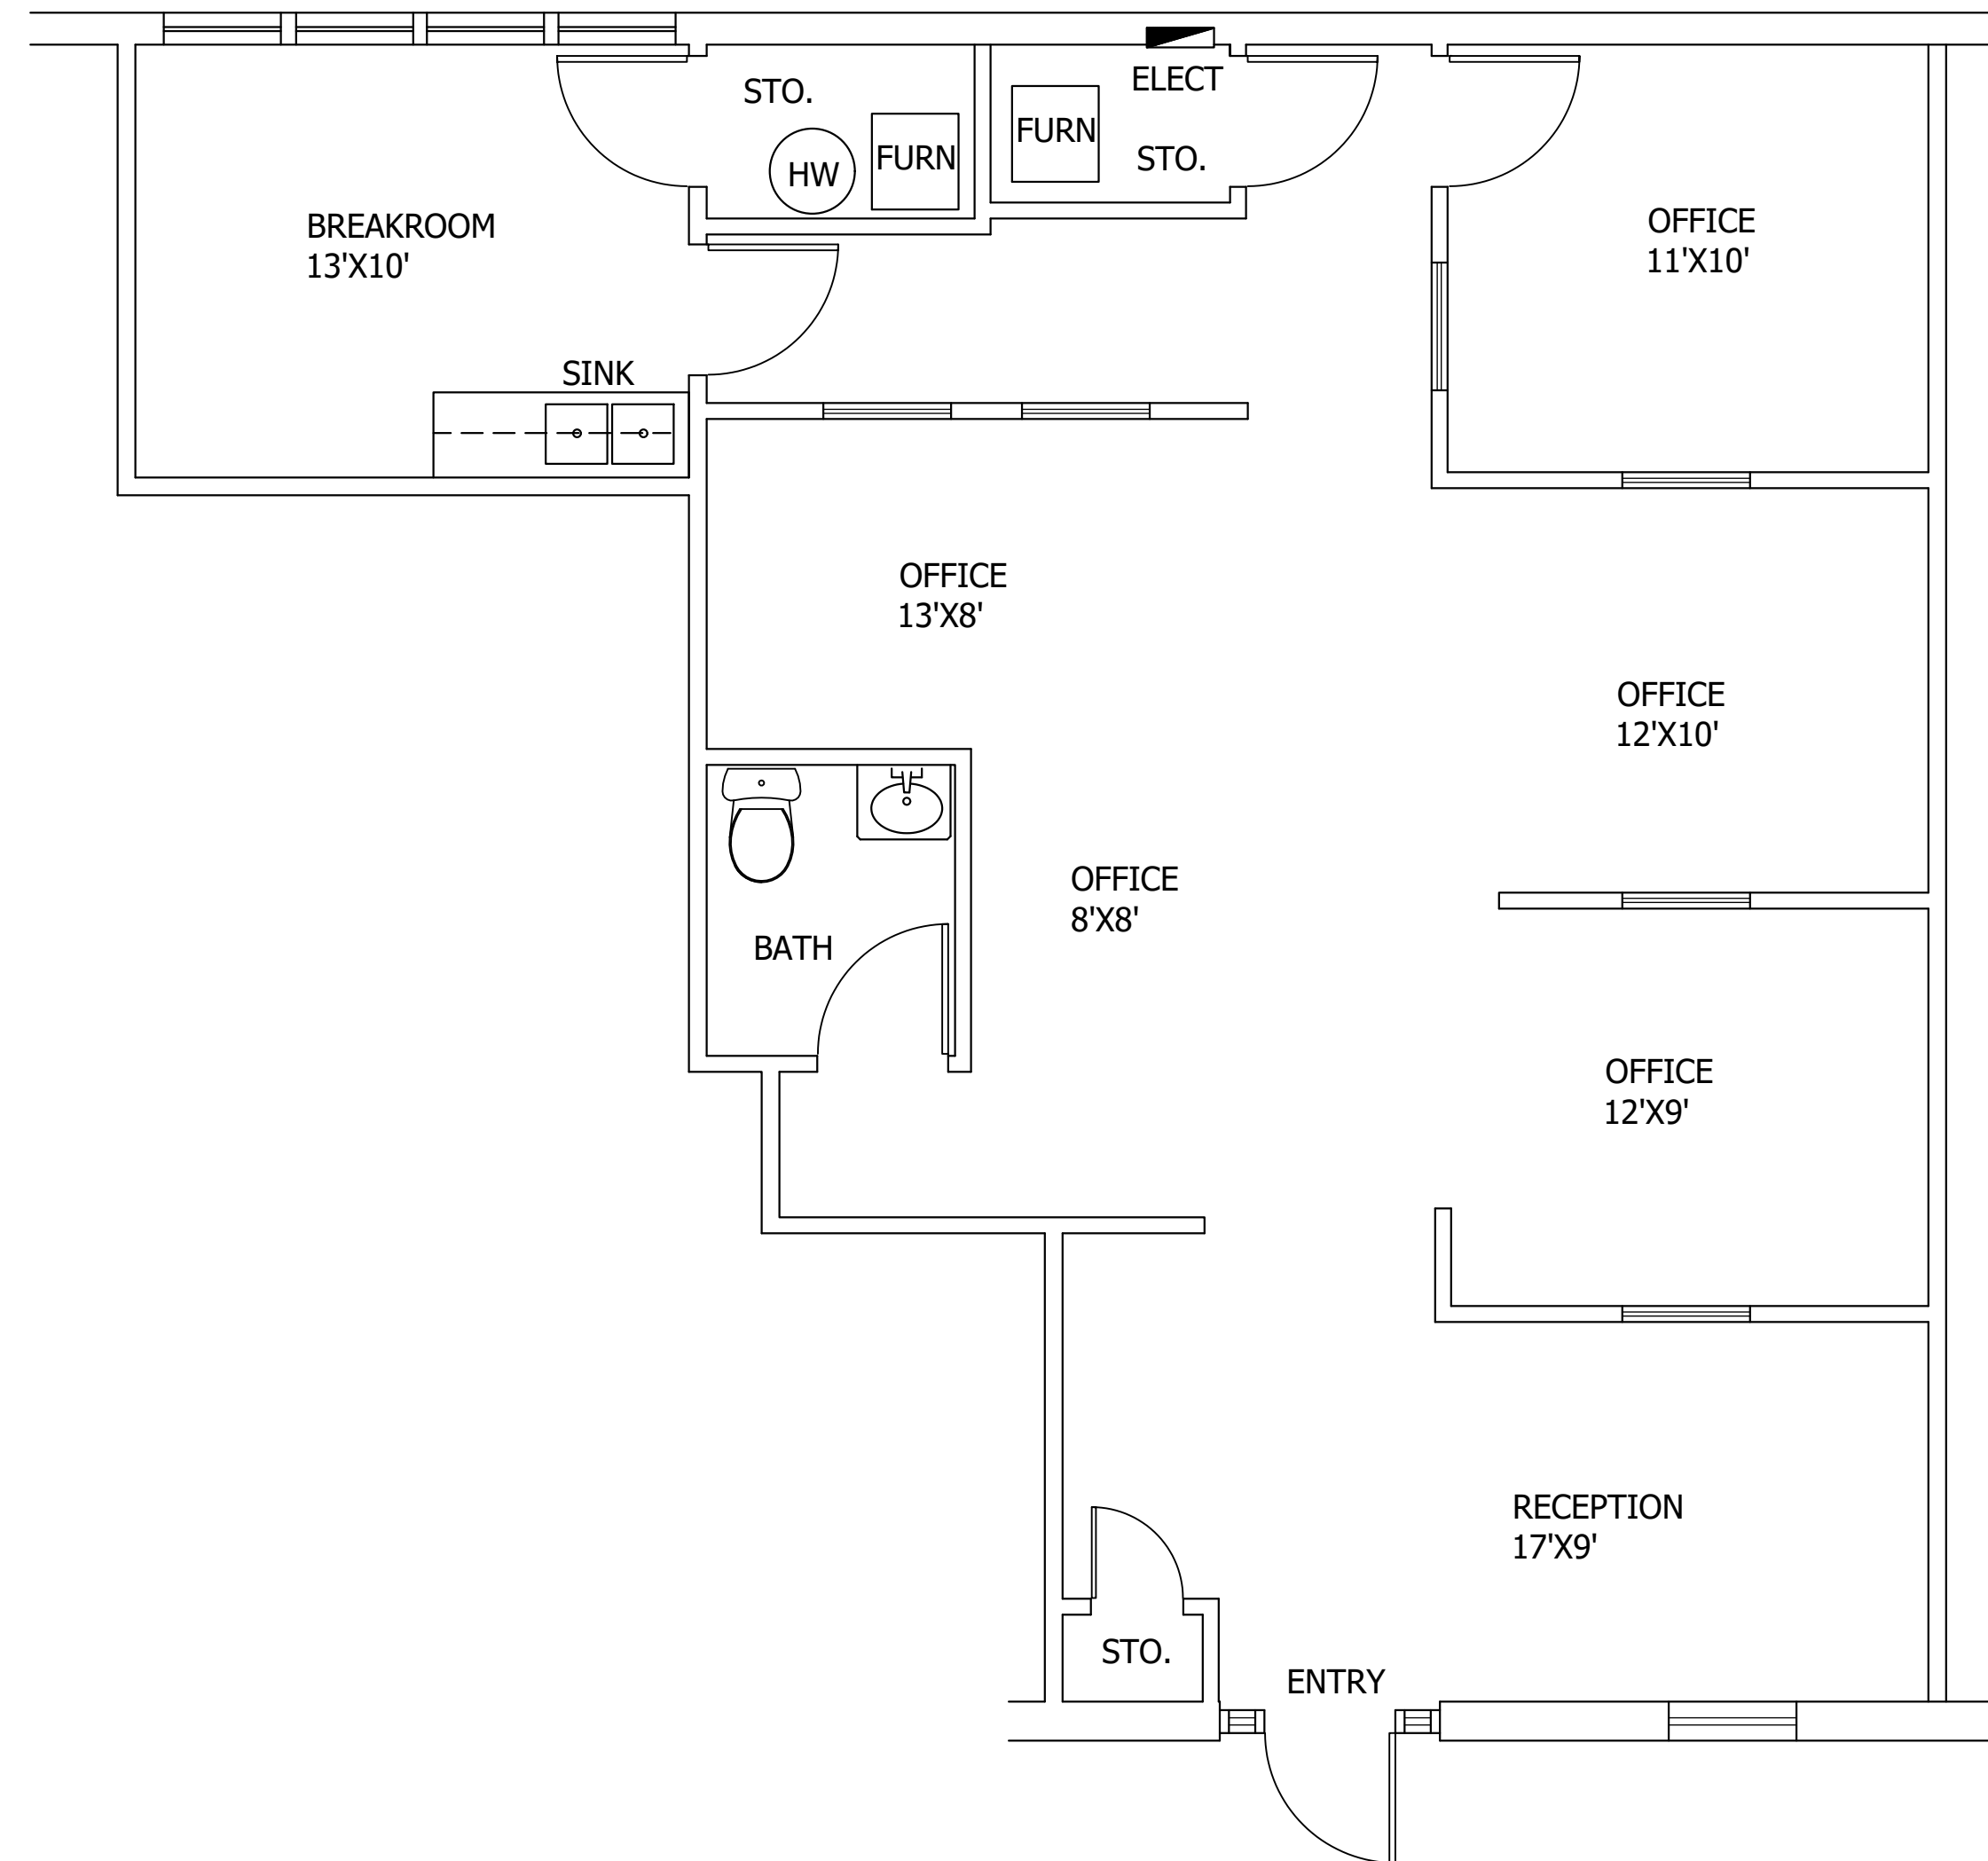 STO.
HW
FURN
FURN
ELECT
STO.
BREAKROOM
13'X10'
OFFICE
11'X10'
SINK
OFFICE
13'X8'
OFFICE
12'X10'
OFFICE
8'X8'
BATH
OFFICE
12'X9'
RECEPTION
17'X9'
STO.
ENTRY